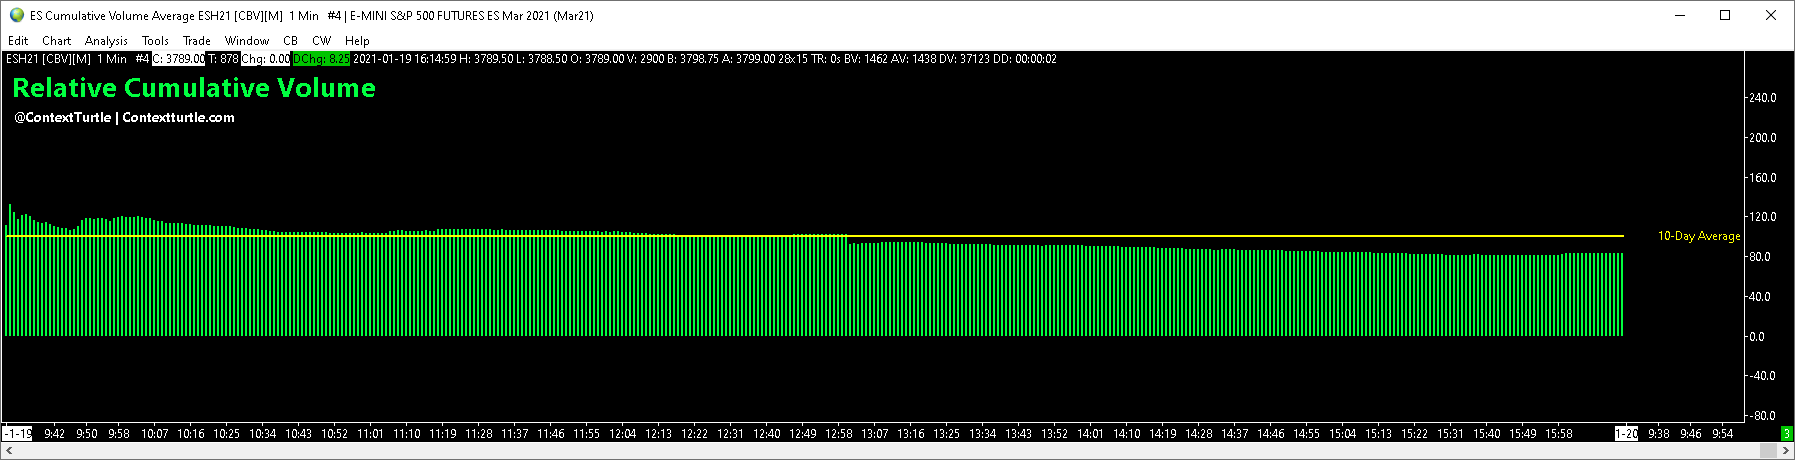 ES Cumulative Volume Average ESH21 [CBV][M] 1 Min #4 | E-MINI S&P 500 FUTURES ES Mar 2021 (Mar21)
Edit Chart Analysis Tools Trade Window CB CW Help
ESH21 [CBV][M] 1 Min #4 C: 3789.00 T: 878 Chg: 0.00 DChg: 8.25 2021-01-19 16:14:59 H: 3789.50 L: 3788.50 O: 3789.00 V: 2900 B: 3798.75 A: 3799.00 28x15 TR: 0s BV: 1462 AV: 1438 DV: 37123 DD: 00:00:02
Relative Cumulative Volume
@ContextTurtle | Contextturtle.com
240.0
200.0
160.0
120.0
10-Day Average
80.0
40.0
0.0
-40.0
-80.0
-1-19 9:42 9:50 9:58 10:07 10:16 10:25 10:34 10:43 10:52 11:01 11:10 11:19 11:28 11:37 11:46 11:55 12:04 12:13 12:22 12:31 12:40 12:49 12:58 13:07 13:16 13:25 13:34 13:43 13:52 14:01 14:10 14:19 14:28 14:37 14:46 14:55 15:04 15:13 15:22 15:31 15:40 15:49 15:58 1-20 9:38 9:46 9:54 3